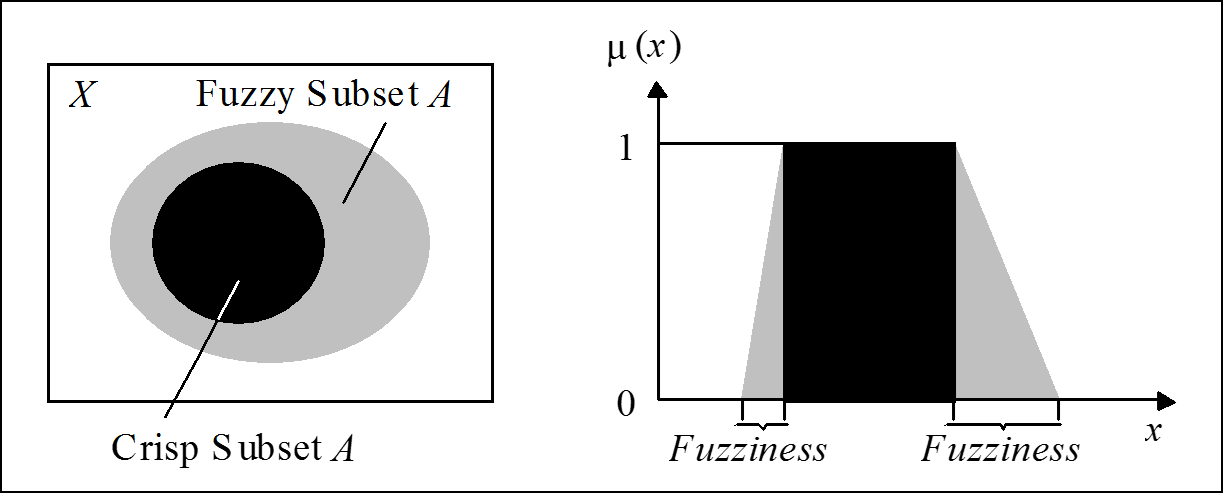 X
Fuzzy Subset A
Crisp Subset A
μ (x)
1
0
x
Fuzziness
Fuzziness